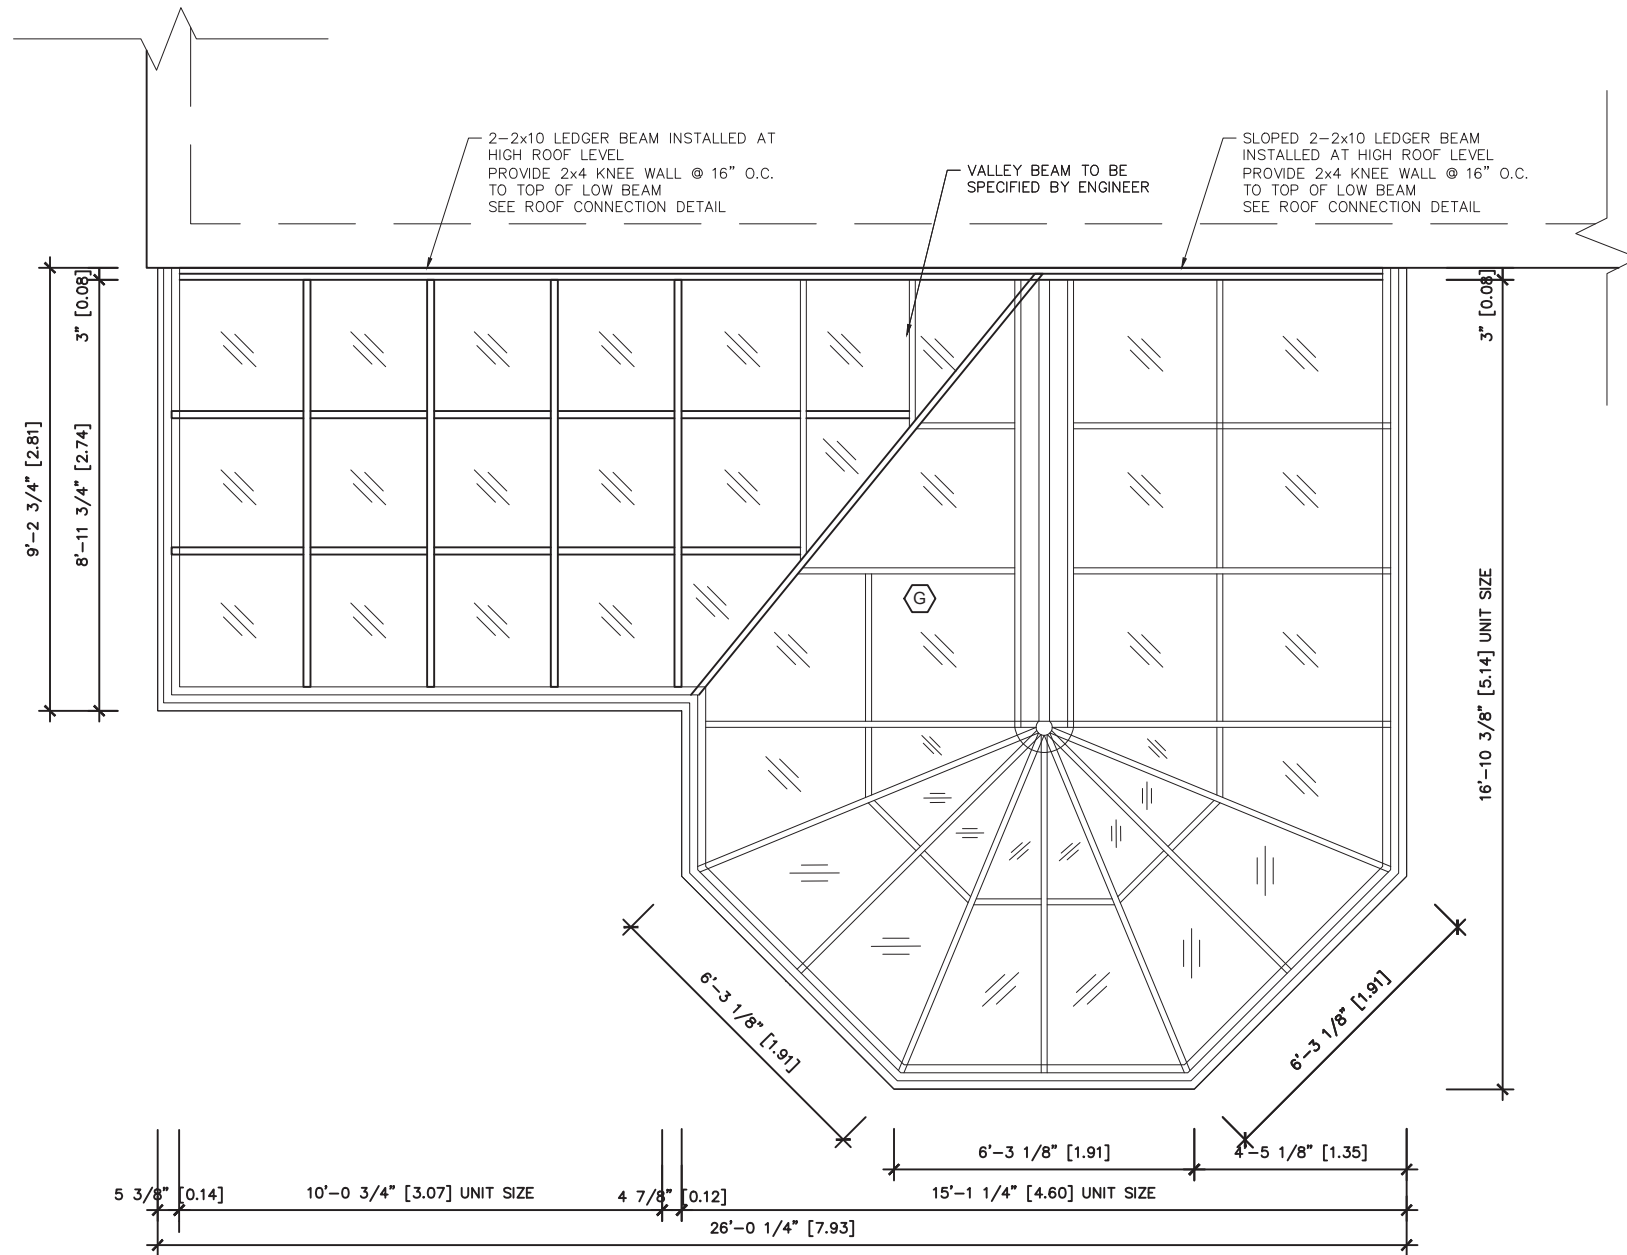 2-2x10 LEDGER BEAM INSTALLED AT
HIGH ROOF LEVEL
PROVIDE 2x4 KNEE WALL @ 16" O.C.
TO TOP OF LOW BEAM
SEE ROOF CONNECTION DETAIL
VALLEY BEAM TO BE
SPECIFIED BY ENGINEER
SLOPED 2-2x10 LEDGER BEAM
INSTALLED AT HIGH ROOF LEVEL
PROVIDE 2x4 KNEE WALL @ 16" O.C.
TO TOP OF LOW BEAM
SEE ROOF CONNECTION DETAIL
3" [0.08]
9'-2 3/4" [2.81]
8'-11 3/4" [2.74]
3" [0.08]
16'-10 3/8" [5.14] UNIT SIZE
G
6'-3 1/8" [1.91]
6'-3 1/8" [1.91]
6'-3 1/8" [1.91]
4'-5 1/8" [1.35]
5 3/8" [0.14]
10'-0 3/4" [3.07] UNIT SIZE
4 7/8" [0.12]
15'-1 1/4" [4.60] UNIT SIZE
26'-0 1/4" [7.93]